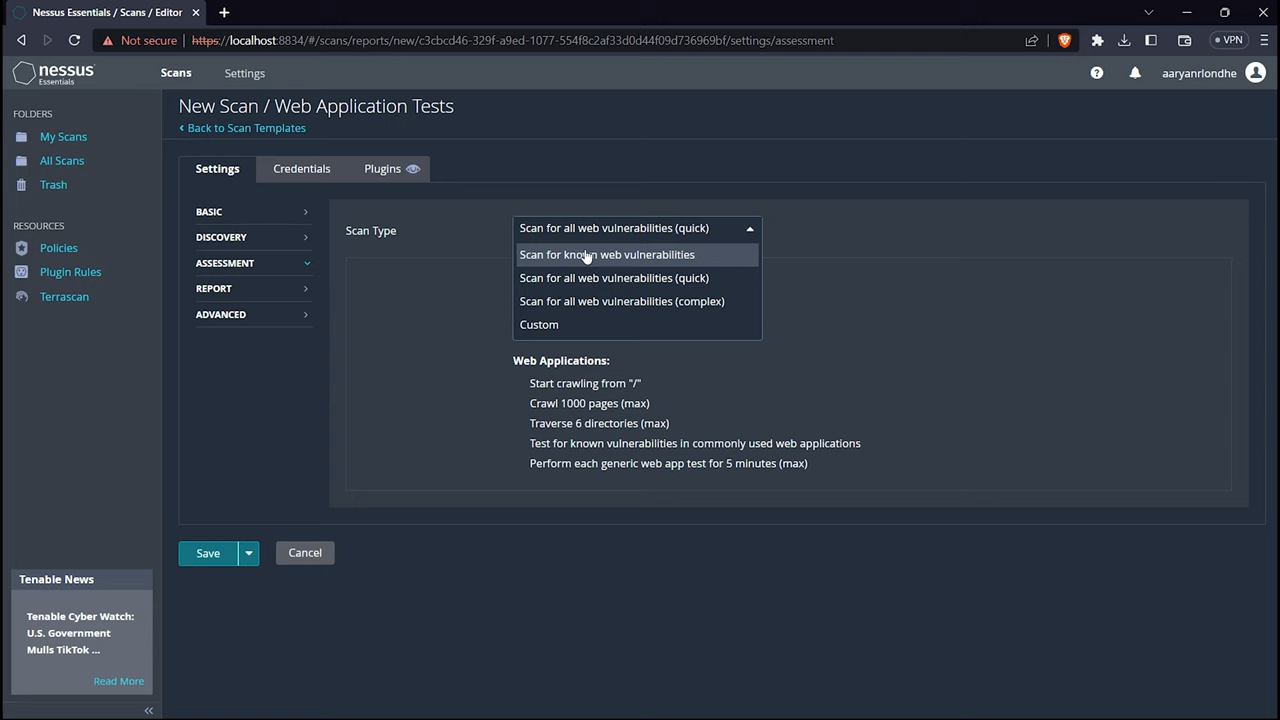 Nessus Essentials / Scans / Editor
Not secure
https://localhost:8834/#/scans/reports/new/c3cbcd46-329f-a9ed-1077-554f8c2af33d0d44f09d736969bf/settings/assessment
VPN
nessus
Essentials
Scans
Settings
aaryanrlondhe
FOLDERS
My Scans
All Scans
Trash
RESOURCES
Policies
Plugin Rules
Terrascan
New Scan / Web Application Tests
Back to Scan Templates
Settings
Credentials
Plugins
BASIC
DISCOVERY
ASSESSMENT
REPORT
ADVANCED
Scan Type
Scan for all web vulnerabilities (quick)
Scan for known web vulnerabilities
Scan for all web vulnerabilities (quick)
Scan for all web vulnerabilities (complex)
Custom
Web Applications:
Start crawling from "/"
Crawl 1000 pages (max)
Traverse 6 directories (max)
Test for known vulnerabilities in commonly used web applications
Perform each generic web app test for 5 minutes (max)
Save
Cancel
Tenable News
Tenable Cyber Watch:
U.S. Government
Mulls TikTok ...
Read More